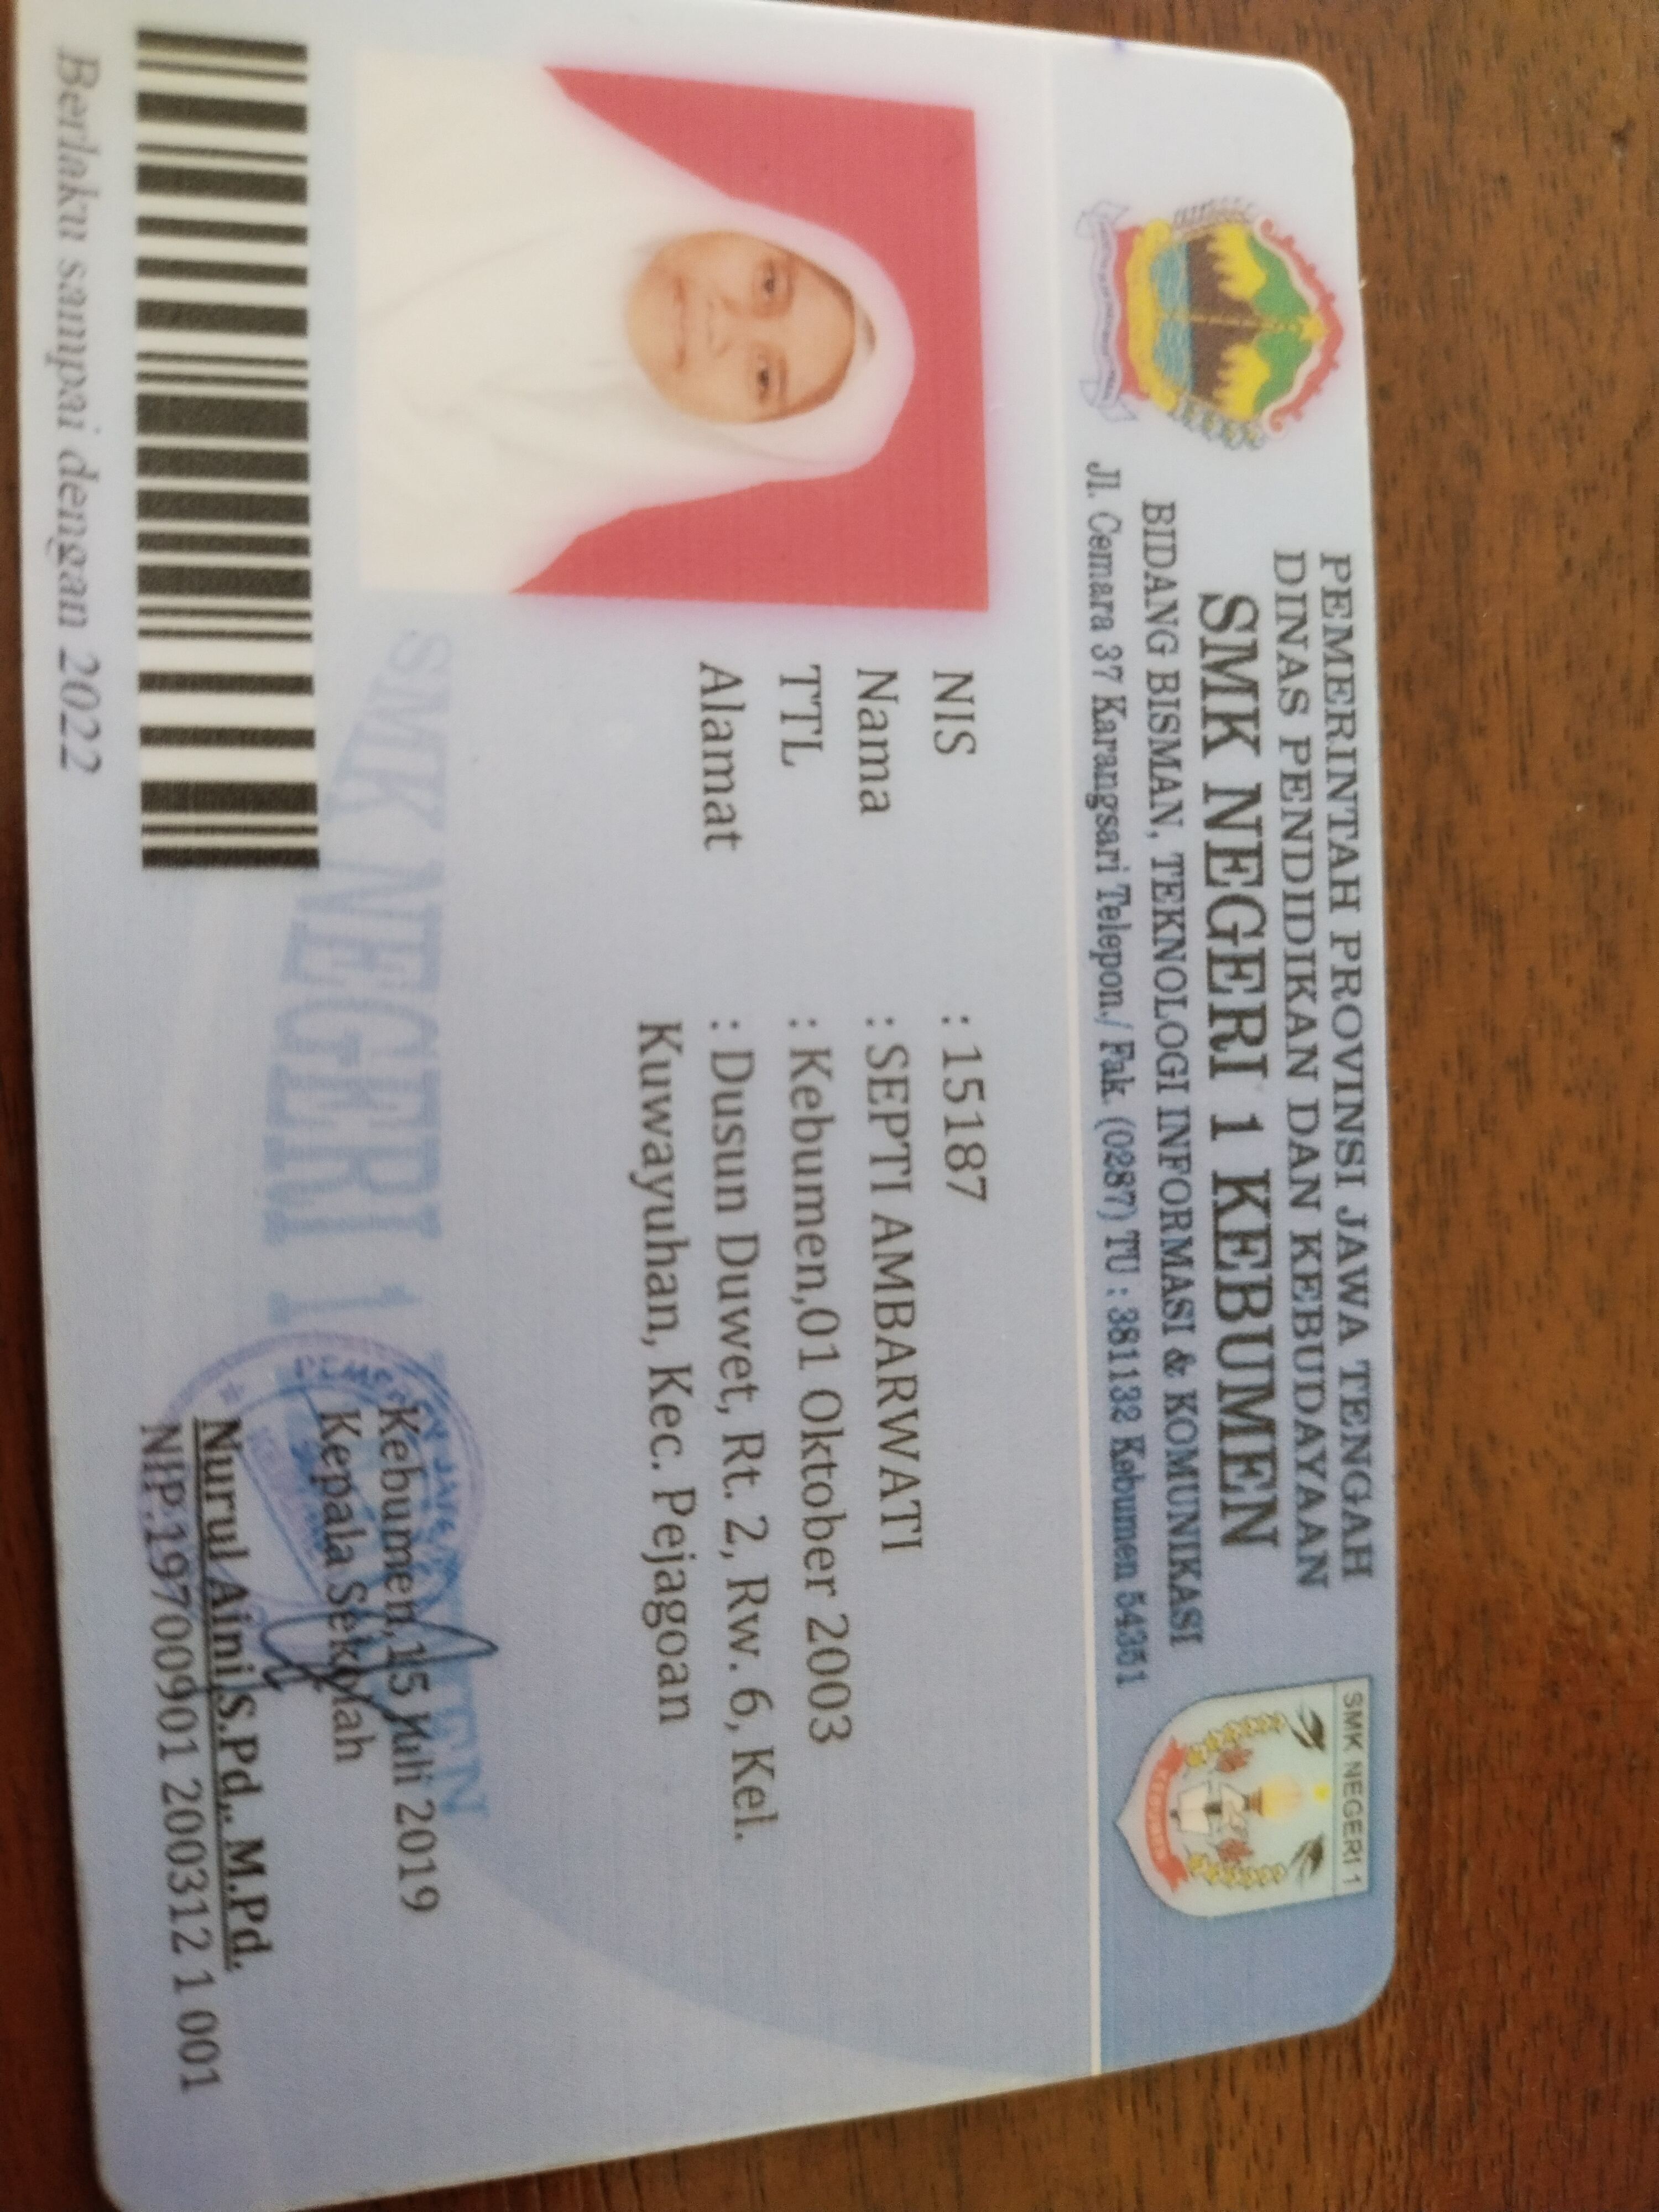 PEMERINTAH PROVINSI JAWA TENGAH
DINAS PENDIDIKAN DAN KEBUDAYAAN
SMK NEGERI 1 KEBUMEN
BIDANG BISMAN, TEKNOLOGI INFORMASI & KOMUNIKASI
Jl. Cemara 37 Karangsari Telepon./ Fak. (0287) TU : 381132 Kebumen 54351
SMK NEGERI 1
NIS : 15187
Nama : SEPTI AMBARWATI
TTL : Kebumen,01 Oktober 2003
Alamat : Dusun Duwet, Rt. 2, Rw. 6, Kel.
Kuwayuhan, Kec. Pejagoan
SMK NEGERI 1
Kebumen,15 Juli 2019
Kepala Sekolah
Nurul Aini,S.Pd,. M.Pd.
NIP.19700901 200312 1 001
Berlaku sampai dengan 2022